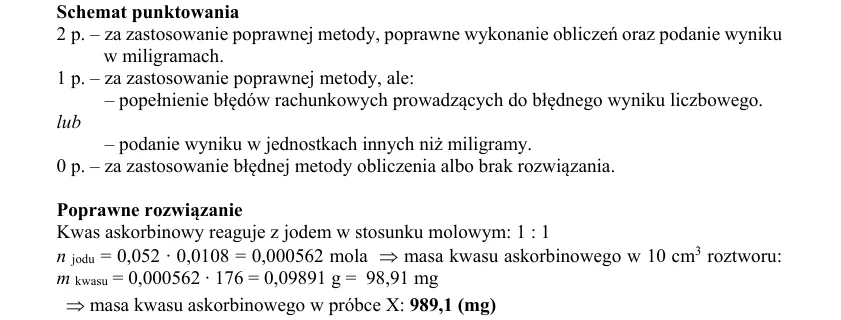 Schemat punktowania
2 p. – za zastosowanie poprawnej metody, poprawne wykonanie obliczeń oraz podanie wyniku
w miligramach.
1 p. – za zastosowanie poprawnej metody, ale:
– popełnienie błędów rachunkowych prowadzących do błędnego wyniku liczbowego.
lub
– podanie wyniku w jednostkach innych niż miligramy.
0 p. – za zastosowanie błędnej metody obliczenia albo brak rozwiązania.
Poprawne rozwiązanie
Kwas askorbinowy reaguje z jodem w stosunku molowym: 1 : 1
n jodu = 0,052 · 0,0108 = 0,000562 mola ⇒ masa kwasu askorbinowego w 10 cm³ roztworu:
m kwasu = 0,000562 · 176 = 0,09891 g = 98,91 mg
⇒ masa kwasu askorbinowego w próbce X: 989,1 (mg)